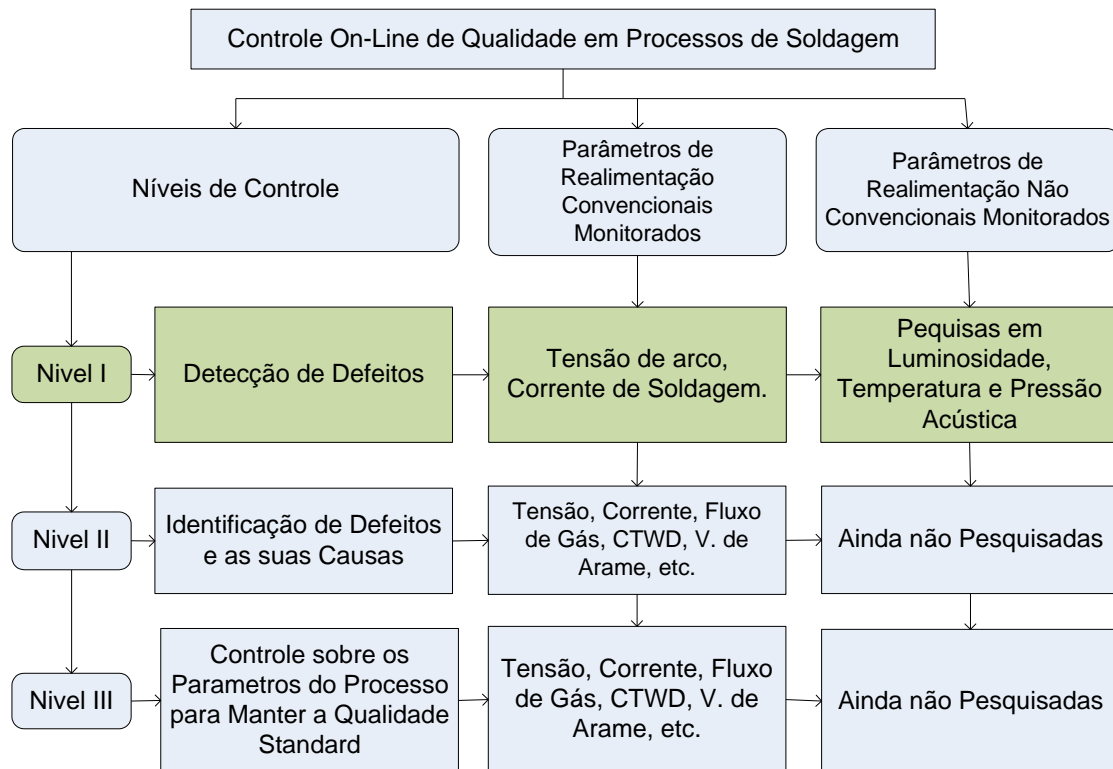 Controle On-Line de Qualidade em Processos de Soldagem
Níveis de Controle
Parâmetros de
Realimentação
Convencionais
Monitorados
Parâmetros de
Realimentação Não
Convencionais Monitorados
Nivel I
Detecção de Defeitos
Tensão de arco,
Corrente de Soldagem.
Pequisas em
Luminosidade,
Temperatura e Pressão
Acústica
Nivel II
Identificação de Defeitos
e as suas Causas
Tensão, Corrente, Fluxo
de Gás, CTWD, V. de
Arame, etc.
Ainda não Pesquisadas
Nivel III
Controle sobre os
Parametros do Processo
para Manter a Qualidade
Standard
Tensão, Corrente, Fluxo
de Gás, CTWD, V. de
Arame, etc.
Ainda não Pesquisadas